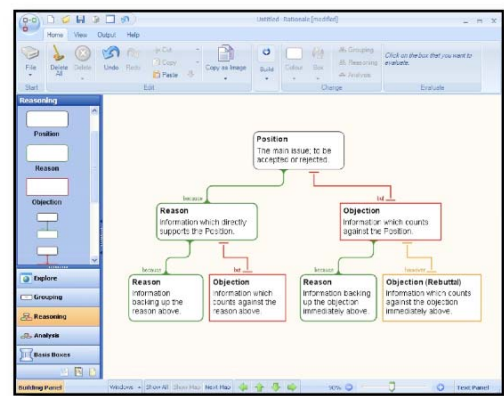 Untitled - Rationale [modified]
Home View Output Help
File
Delete All
Delete
Undo
Redo
Cut
Copy
Paste
Copy as Image
Build
Colour
Size
Grouping
Reasoning
Analysis
Click on the box that you want to
evaluate.
Start
Edit
Change
Evaluate
Reasoning
Position
Reason
Objection
Explore
Grouping
Reasoning
Analysis
Basis Boxes
Building Panel
Position
The main issue; to be
accepted or rejected.
because
but
Reason
Information which directly
supports the Position.
Objection
Information which counts
against the Position.
because
but
because
however
Reason
Information
backing up the
reason above.
Objection
Information which
counts against the
reason above.
Reason
Information backing
up the objection
immediately above.
Objection (Rebuttal)
Information which counts
against the objection
immediately above.
Windows
Show All
Show Map
Next Map
90%
Text Panel